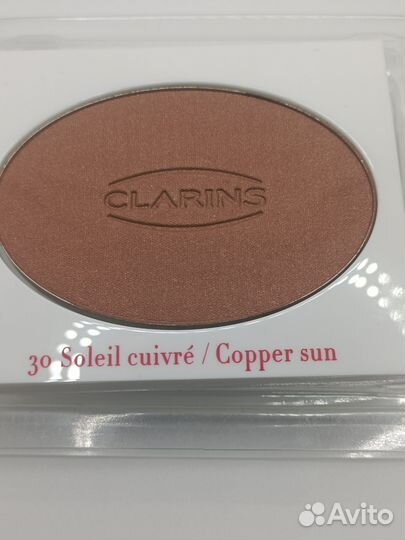 CLARINS
30 Soleil cuivré / Copper sun
Avito